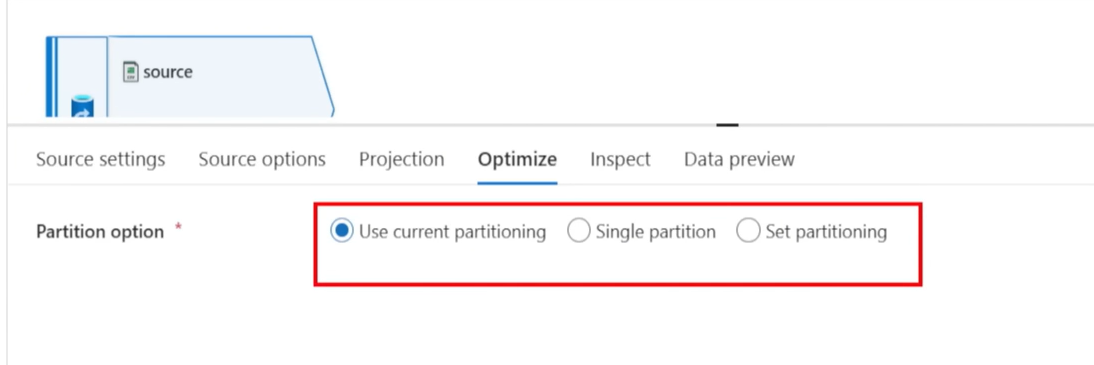 source
Source settings Source options Projection Optimize Inspect Data preview
Partition option * Use current partitioning Single partition Set partitioning